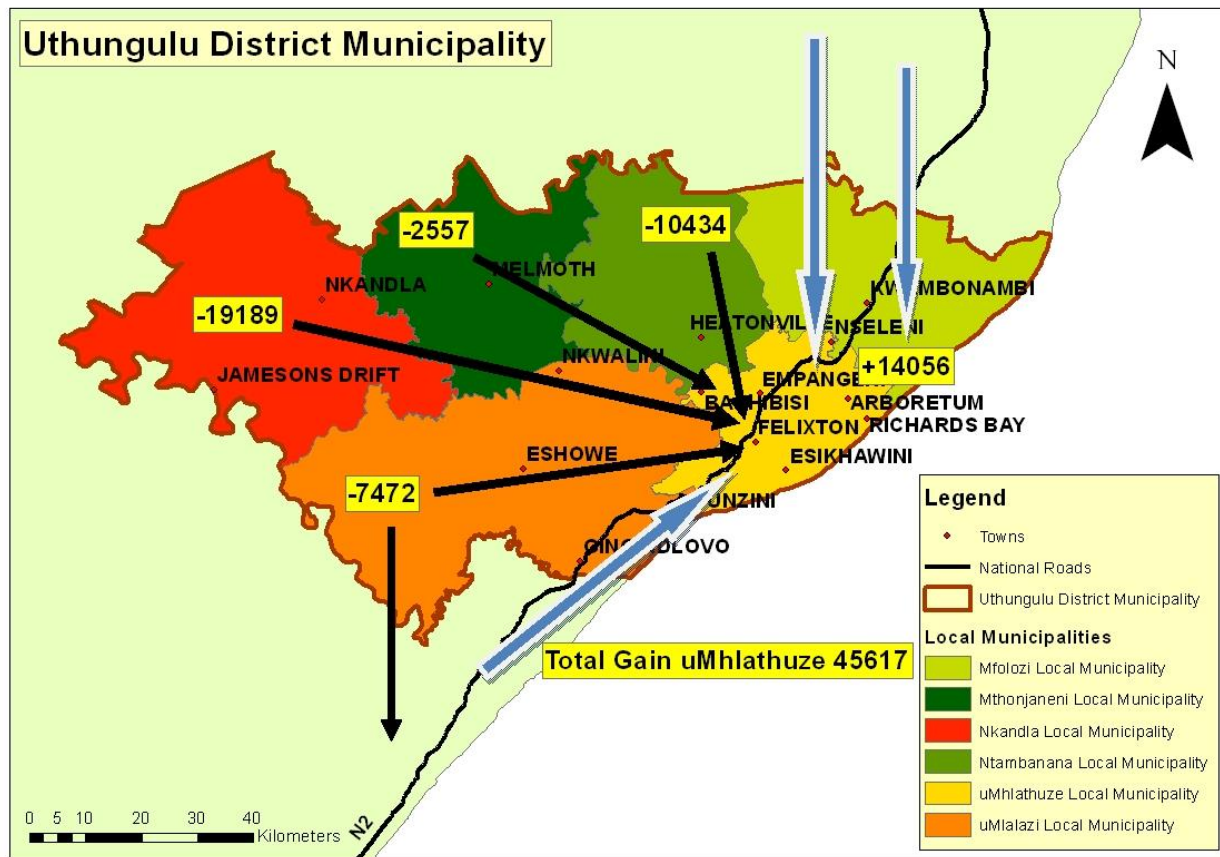 Uthungulu District Municipality
N
-2557
-10434
MELMOTH
NKANDLA
KWAMBONAMBI
-19189
HEATONVILLE
NSELENI
NKWALINI
+14056
JAMESONS DRIFT
EMPANGENI
ARBORETUM
FELIXTON
RICHARDS BAY
ESHOWE
ESIKHAWINI
-7472
UNZINI
Total Gain uMhlathuze 45617
Legend
Towns
National Roads
Uthungulu District Municipality
Local Municipalities
Mfolozi Local Municipality
Mthonjaneni Local Municipality
Nkandla Local Municipality
Ntambanana Local Municipality
uMhlathuze Local Municipality
uMlalazi Local Municipality
0 5 10 20 30 40
Kilometers
N2